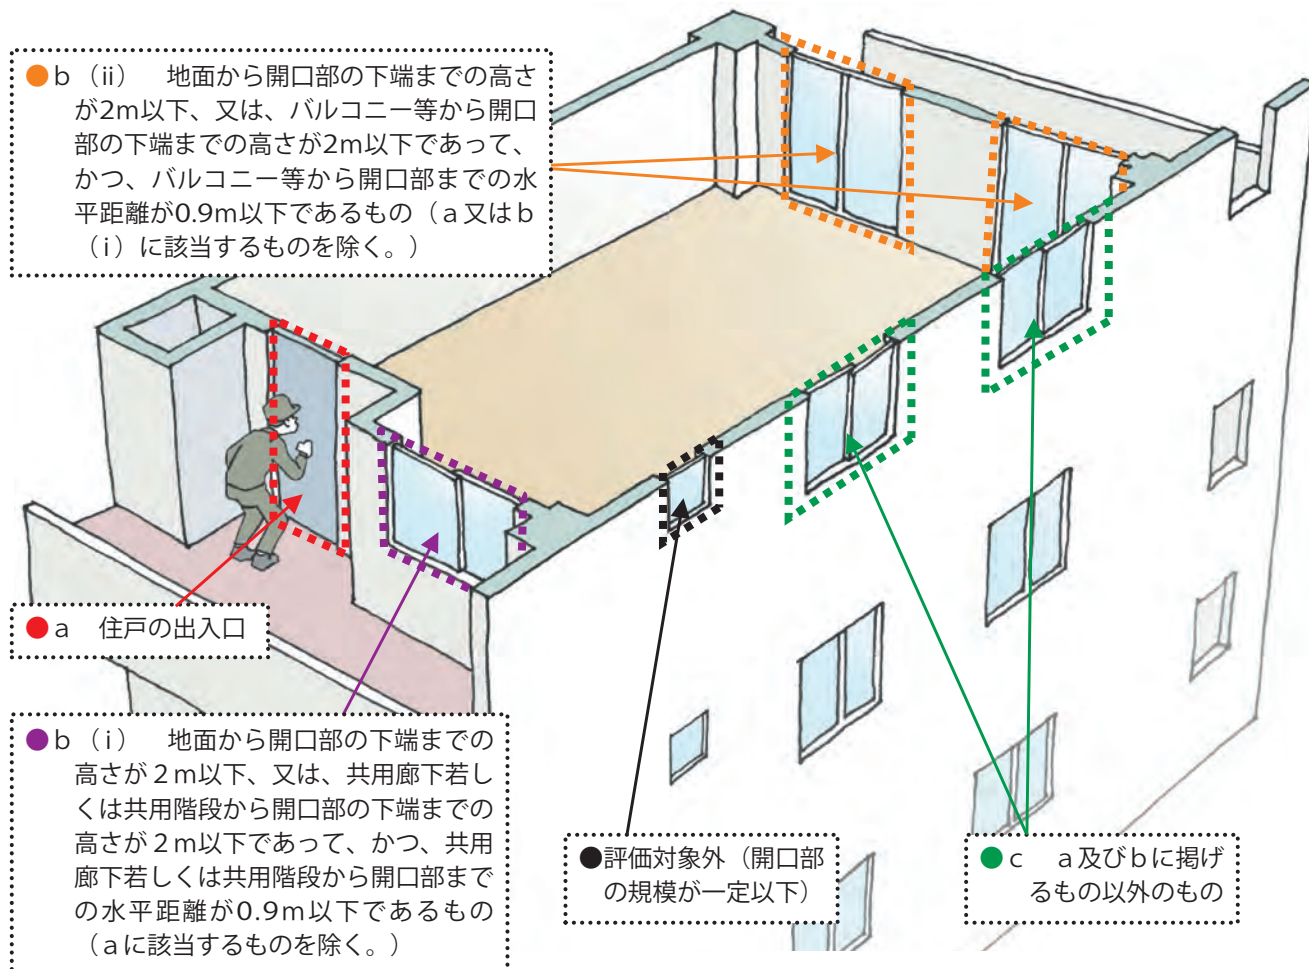 ●b（ii） 地面から開口部の下端までの高さ
が2m以下、又は、バルコニー等から開口
部の下端までの高さが2m以下であって、
かつ、バルコニー等から開口部までの水
平距離が0.9m以下であるもの（a又はb
（i）に該当するものを除く。）
●a 住戸の出入口
●b（i） 地面から開口部の下端までの
高さが2m以下、又は、共用廊下若し
くは共用階段から開口部の下端までの
高さが2m以下であって、かつ、共用
廊下若しくは共用階段から開口部まで
の水平距離が0.9m以下であるもの
（aに該当するものを除く。）
●評価対象外（開口部
の規模が一定以下）
●c a及びbに掲げ
るもの以外のもの